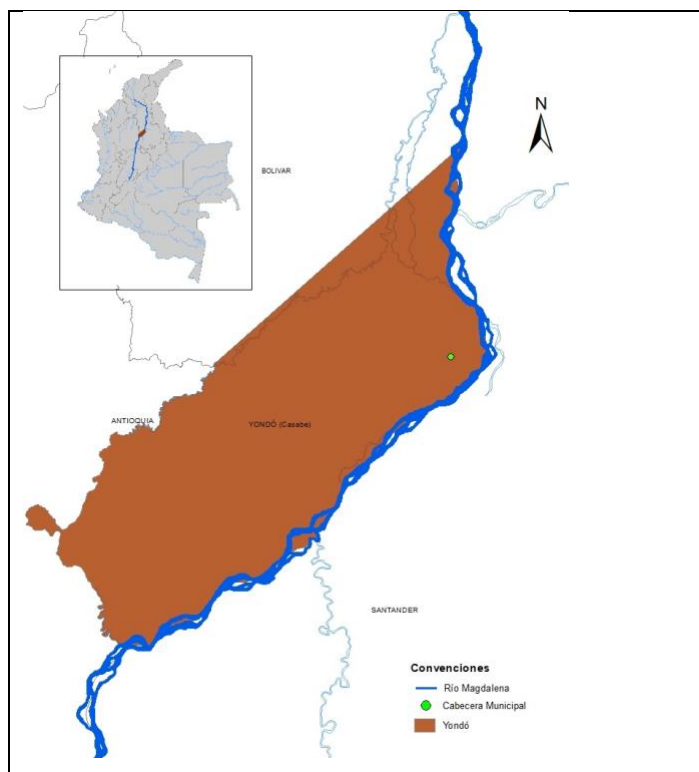 N
BOLIVAR
ANTIOQUIA
YONDÓ (Casabe)
SANTANDER
Convenciones
Río Magdalena
Cabecera Municipal
Yondó